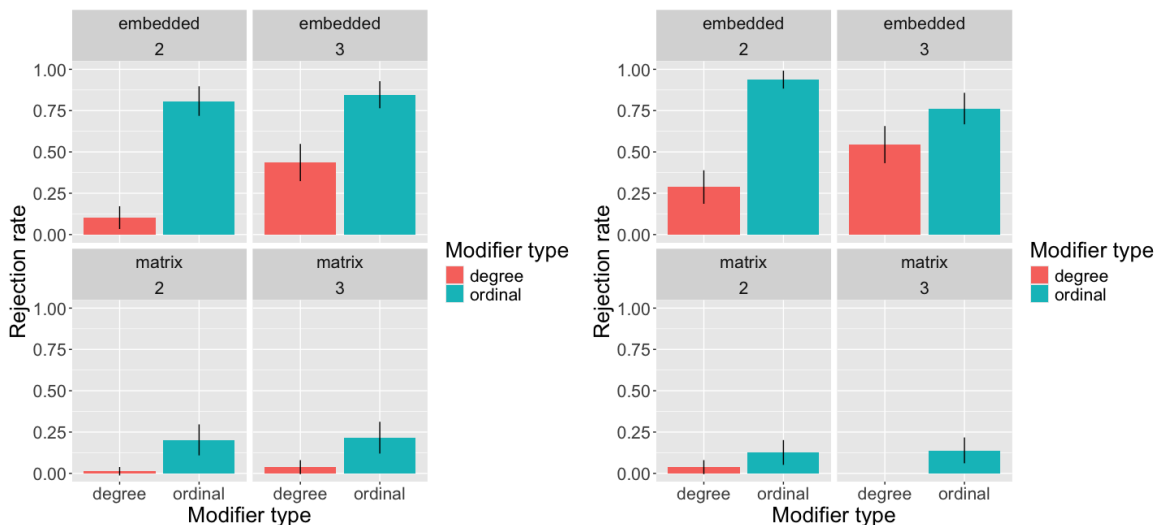 embedded
2
embedded
3
1.00
0.75
0.50
0.25
0.00
matrix
2
matrix
3
1.00
0.75
0.50
0.25
0.00
degree ordinal degree ordinal
Modifier type
Rejection rate
Modifier type
degree
ordinal
embedded
2
embedded
3
1.00
0.75
0.50
0.25
0.00
matrix
2
matrix
3
1.00
0.75
0.50
0.25
0.00
degree ordinal degree ordinal
Modifier type
Rejection rate
Modifier type
degree
ordinal